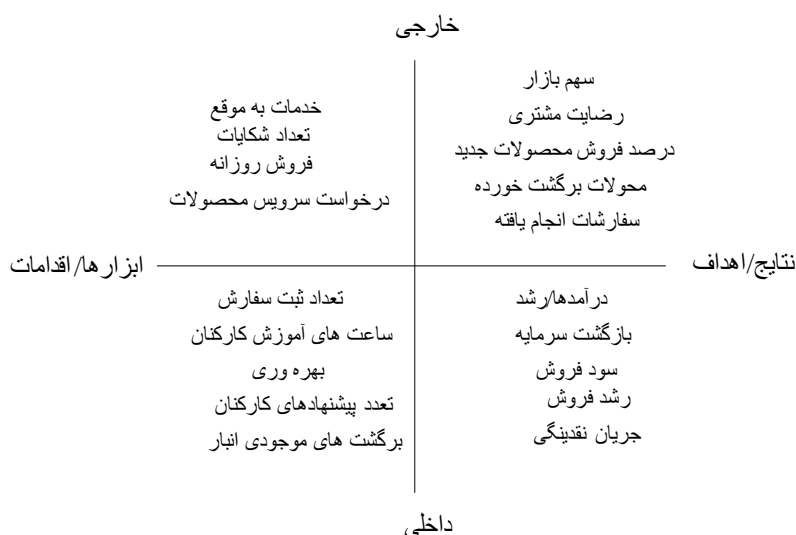 خارجی
سهم بازار
رضایت مشتری
درصد فروش محصولات جدید
محولات برگشت خورده
سفارشات انجام یافته
خدمات به موقع
تعداد شکایات
فروش روزانه
درخواست سرویس محصولات
نتایج/اهداف
ابزارها/اقدامات
درآمدها/رشد
بازگشت سرمایه
سود فروش
رشد فروش
جریان نقدینگی
تعداد ثبت سفارش
ساعت های آموزش کارکنان
بهره وری
تعدد پیشنهادهای کارکنان
برگشت های موجودی انبار
داخلی